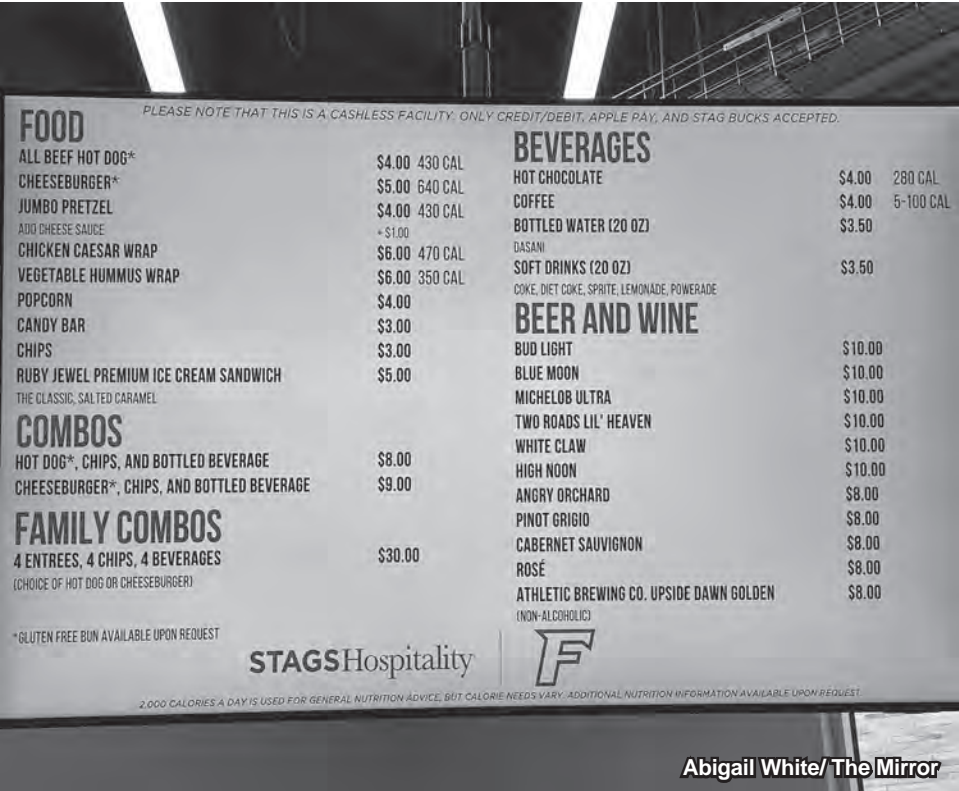 PLEASE NOTE THAT THIS IS A CASHLESS FACILITY. ONLY CREDIT/DEBIT, APPLE PAY, AND STAG BUCKS ACCEPTED.
FOOD
ALL BEEF HOT DOG* $4.00 430 CAL
CHEESEBURGER* $5.00 640 CAL
JUMBO PRETZEL $4.00 430 CAL
ADD CHEESE SAUCE + $1.00
CHICKEN CAESAR WRAP $6.00 470 CAL
VEGETABLE HUMMUS WRAP $6.00 350 CAL
POPCORN $4.00
CANDY BAR $3.00
CHIPS $3.00
RUBY JEWEL PREMIUM ICE CREAM SANDWICH $5.00
THE CLASSIC, SALTED CARAMEL
COMBOS
HOT DOG*, CHIPS, AND BOTTLED BEVERAGE $8.00
CHEESEBURGER*, CHIPS, AND BOTTLED BEVERAGE $9.00
FAMILY COMBOS
4 ENTREES, 4 CHIPS, 4 BEVERAGES $30.00
(CHOICE OF HOT DOG OR CHEESEBURGER)
*GLUTEN FREE BUN AVAILABLE UPON REQUEST
BEVERAGES
HOT CHOCOLATE $4.00 280 CAL
COFFEE $4.00 5-100 CAL
BOTTLED WATER (20 OZ) $3.50
DASANI
SOFT DRINKS (20 OZ) $3.50
COKE, DIET COKE, SPRITE, LEMONADE, POWERADE
BEER AND WINE
BUD LIGHT $10.00
BLUE MOON $10.00
MICHELOB ULTRA $10.00
TWO ROADS LIL' HEAVEN $10.00
WHITE CLAW $10.00
HIGH NOON $10.00
ANGRY ORCHARD $8.00
PINOT GRIGIO $8.00
CABERNET SAUVIGNON $8.00
ROSÉ $8.00
ATHLETIC BREWING CO. UPSIDE DAWN GOLDEN $8.00
(NON-ALCOHOLIC)
STAGSHospitality F
2,000 CALORIES A DAY IS USED FOR GENERAL NUTRITION ADVICE, BUT CALORIE NEEDS VARY. ADDITIONAL NUTRITION INFORMATION AVAILABLE UPON REQUEST.
Abigail White/ The Mirror